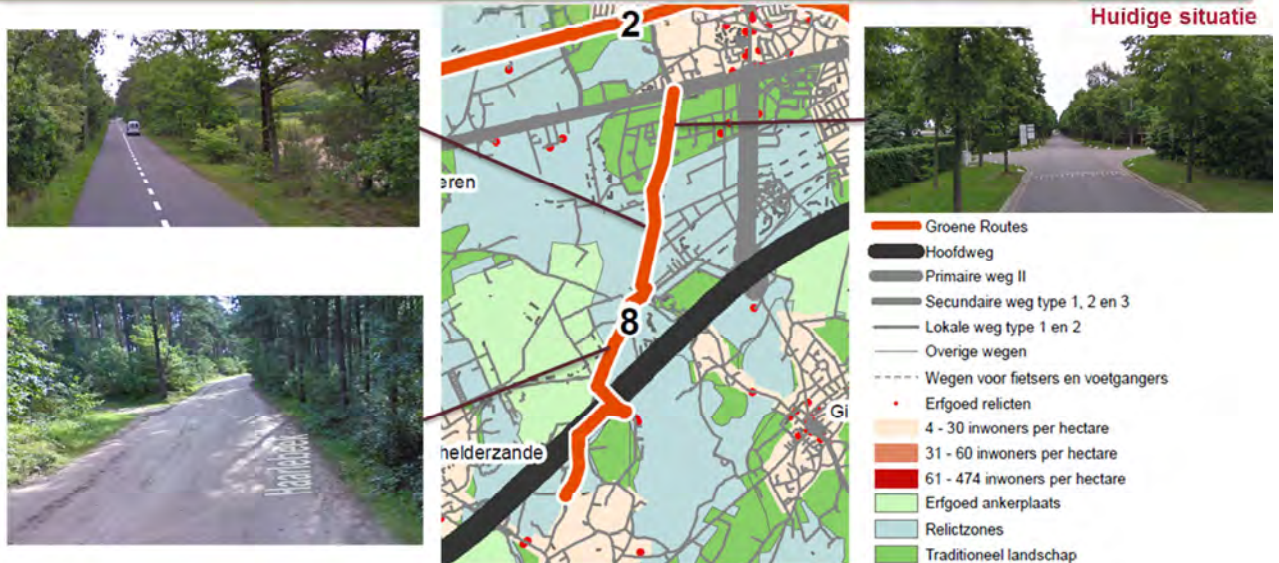 Huidige situatie
2
eren
8
helderzande
Gi
Haarlebeek
Groene Routes
Hoofdweg
Primaire weg II
Secundaire weg type 1, 2 en 3
Lokale weg type 1 en 2
Overige wegen
Wegen voor fietsers en voetgangers
Erfgoed relicten
4 - 30 inwoners per hectare
31 - 60 inwoners per hectare
61 - 474 inwoners per hectare
Erfgoed ankerplaats
Relictzones
Traditioneel landschap